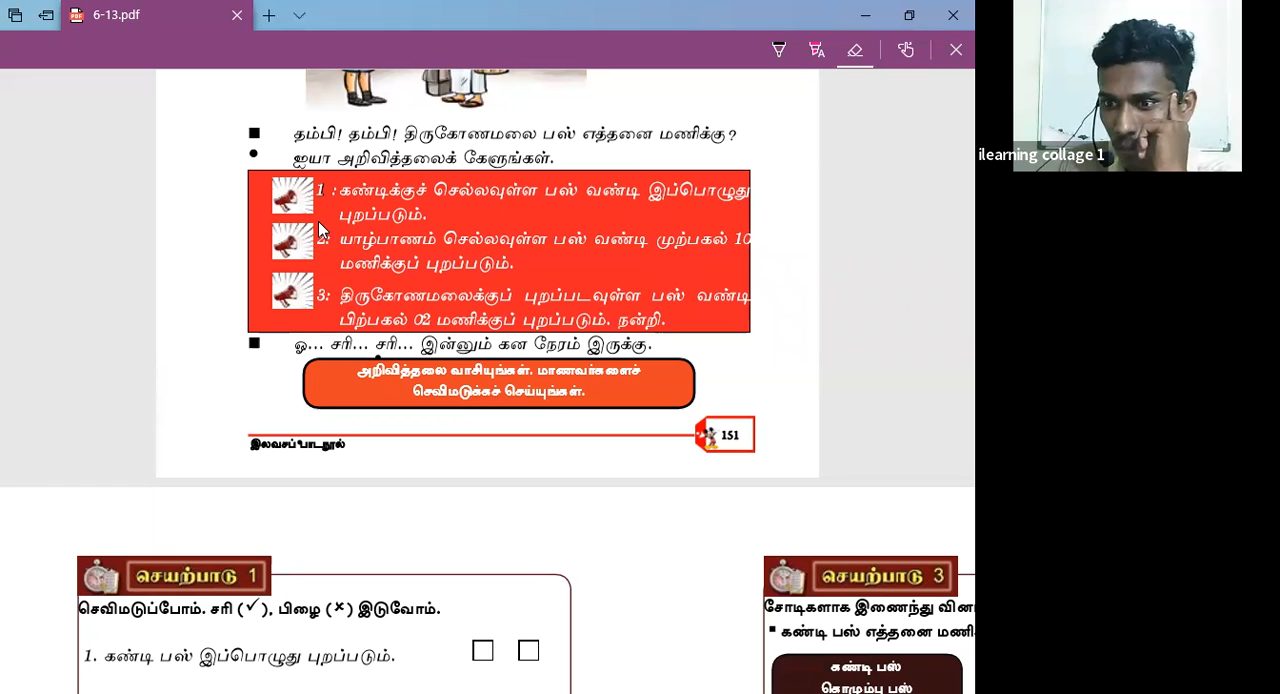 6-13.pdf
ilearning collage 1
■ தம்பி! தம்பி! திருகோணமலை பஸ் எத்தனை மணிக்கு?
• ஐயா அறிவித்தலைக் கேளுங்கள்.
1 : கண்டிக்குச் செல்லவுள்ள பஸ் வண்டி இப்பொழுது
புறப்படும்.
2: யாழ்பாணம் செல்லவுள்ள பஸ் வண்டி முற்பகல் 10
மணிக்குப் புறப்படும்.
3: திருகோணமலைக்குப் புறப்படவுள்ள பஸ் வண்டி
பிற்பகல் 02 மணிக்குப் புறப்படும். நன்றி.
■ ஓ... சரி... சரி... இன்னும் கன நேரம் இருக்கு.
அறிவித்தலை வாசியுங்கள். மாணவர்களைச்
செவிமடுக்கச் செய்யுங்கள்.
இலவசப் பாடநூல்
151
செயற்பாடு 1
செவிமடுப்போம். சரி (✓), பிழை (×) இடுவோம்.
1. கண்டி பஸ் இப்பொழுது புறப்படும்.
செயற்பாடு 3
சோடிகளாக இணைந்து
▪ கண்டி பஸ் எத்தனை
கண்டி பஸ்
கொழும்பு பஸ்